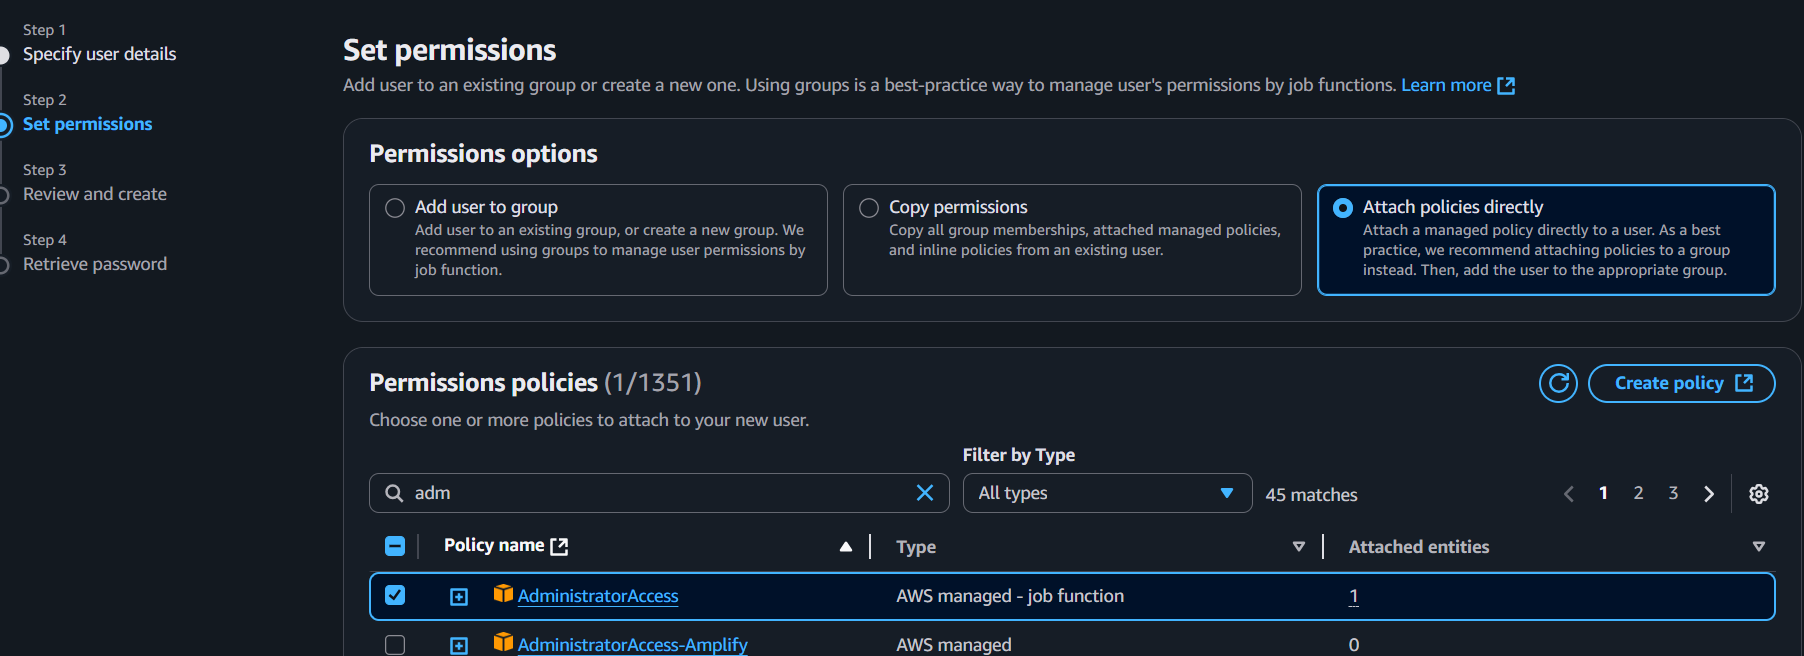 Step 1
Specify user details
Step 2
Set permissions
Step 3
Review and create
Step 4
Retrieve password
Set permissions
Add user to an existing group or create a new one. Using groups is a best-practice way to manage user's permissions by job functions. Learn more
Permissions options
Add user to group
Add user to an existing group, or create a new group. We
recommend using groups to manage user permissions by
job function.
Copy permissions
Copy all group memberships, attached managed policies,
and inline policies from an existing user.
Attach policies directly
Attach a managed policy directly to a user. As a best
practice, we recommend attaching policies to a group
instead. Then, add the user to the appropriate group.
Permissions policies (1/1351)
Create policy
Choose one or more policies to attach to your new user.
Filter by Type
adm
All types
45 matches
1 2 3
Policy name Type Attached entities
AdministratorAccess AWS managed - job function 1
AdministratorAccess-Amplify AWS managed 0